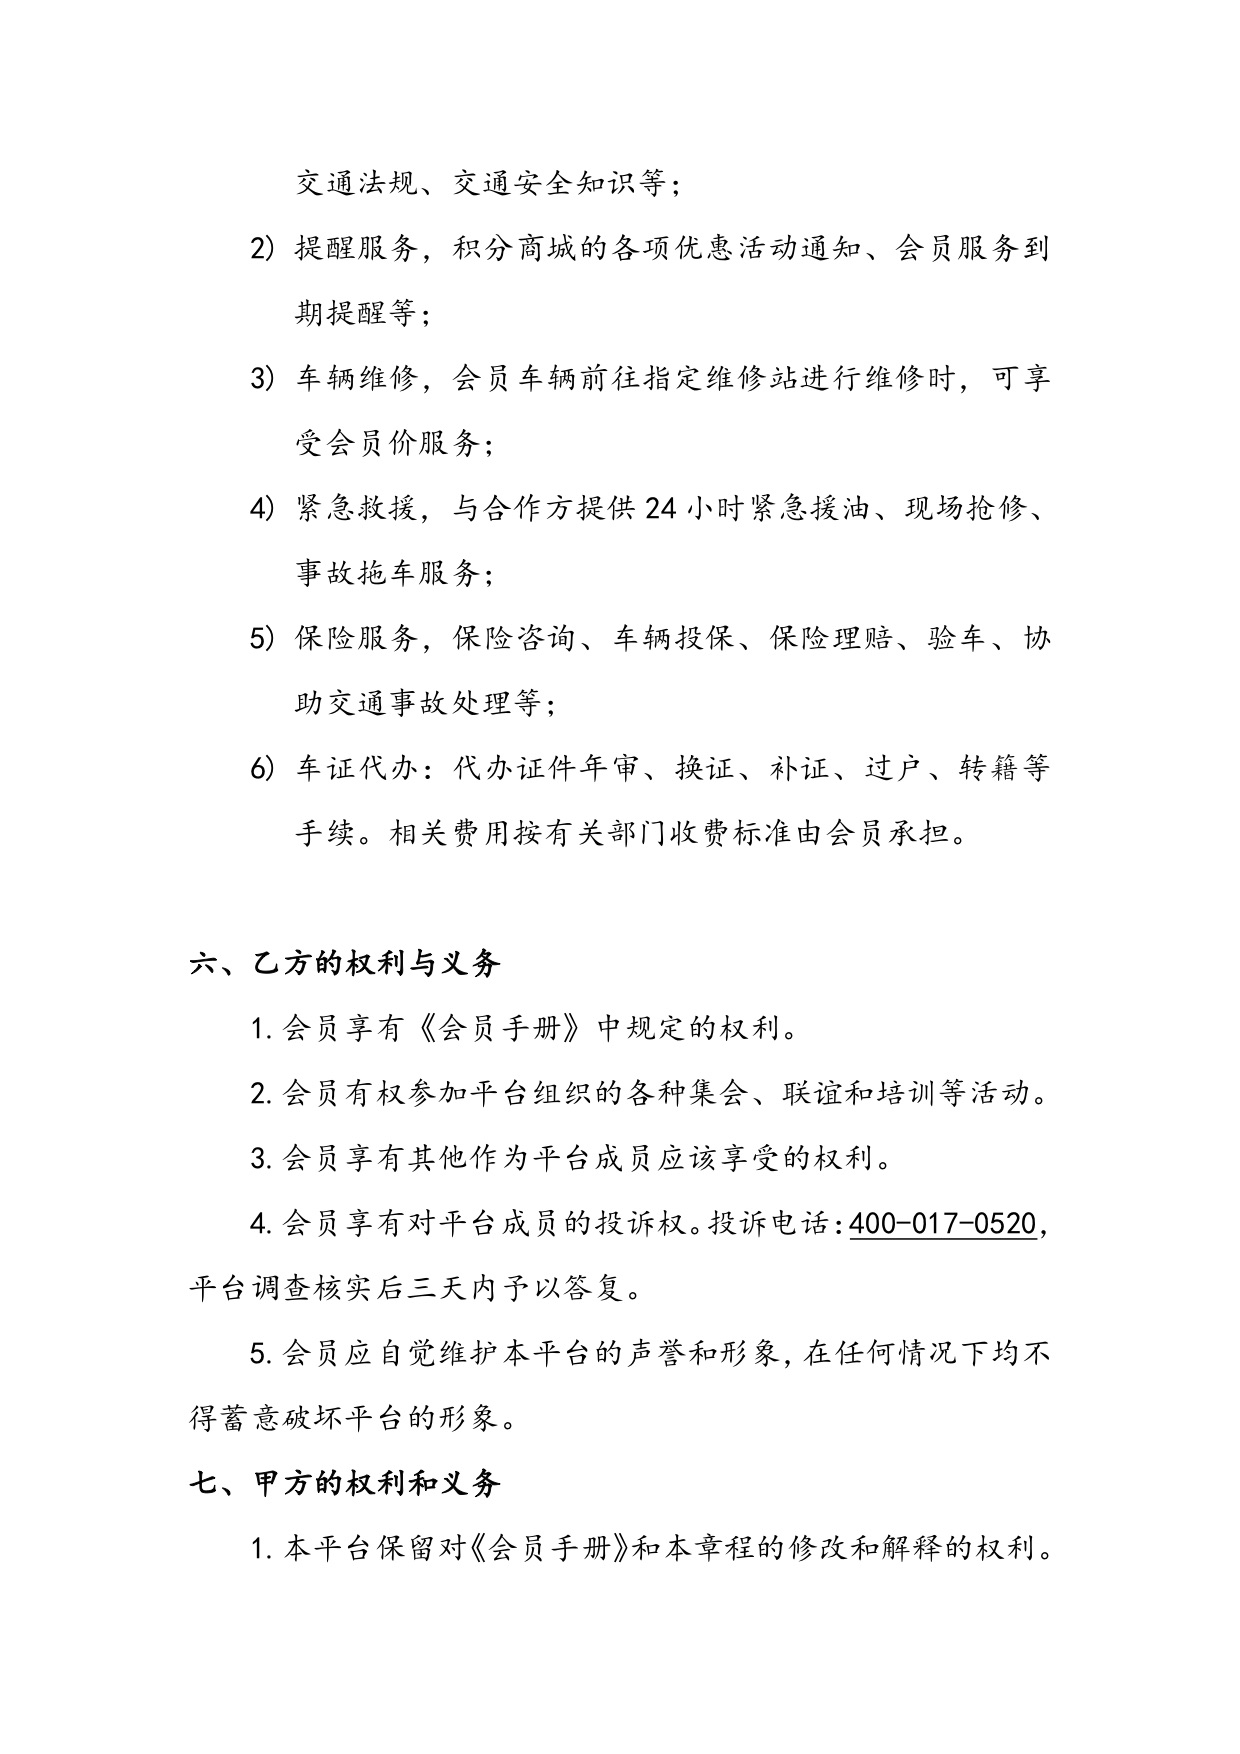 交通法规、交通安全知识等；
2) 提醒服务，积分商城的各项优惠活动通知、会员服务到
期提醒等；
3) 车辆维修，会员车辆前往指定维修站进行维修时，可享
受会员价服务；
4) 紧急救援，与合作方提供 24 小时紧急援油、现场抢修、
事故拖车服务；
5) 保险服务，保险咨询、车辆投保、保险理赔、验车、协
助交通事故处理等；
6) 车证代办：代办证件年审、换证、补证、过户、转籍等
手续。相关费用按有关部门收费标准由会员承担。
六、乙方的权利与义务
1.会员享有《会员手册》中规定的权利。
2.会员有权参加平台组织的各种集会、联谊和培训等活动。
3.会员享有其他作为平台成员应该享受的权利。
4.会员享有对平台成员的投诉权。投诉电话：400-017-0520，
平台调查核实后三天内予以答复。
5.会员应自觉维护本平台的声誉和形象，在任何情况下均不
得蓄意破坏平台的形象。
七、甲方的权利和义务
1.本平台保留对《会员手册》和本章程的修改和解释的权利。